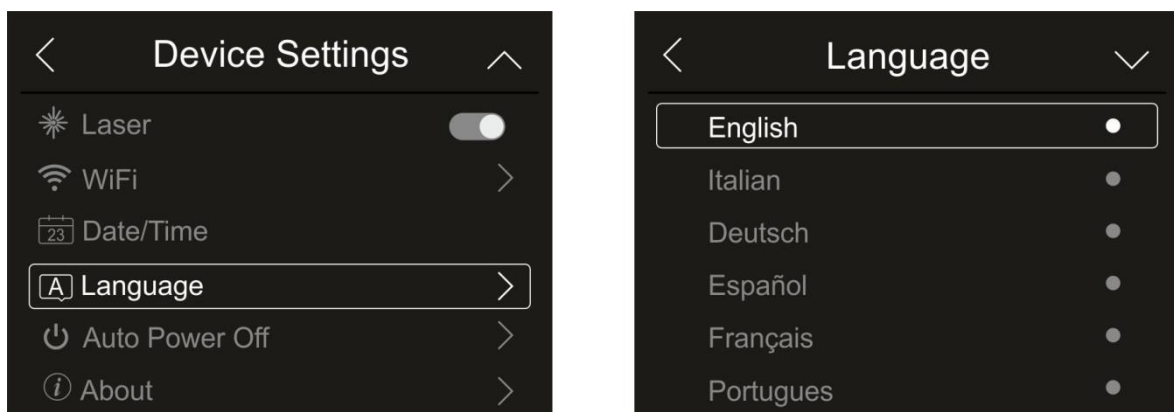 Device Settings
Laser
WiFi
23 Date/Time
A Language
Auto Power Off
i About
Language
English
Italian
Deutsch
Español
Français
Portugues